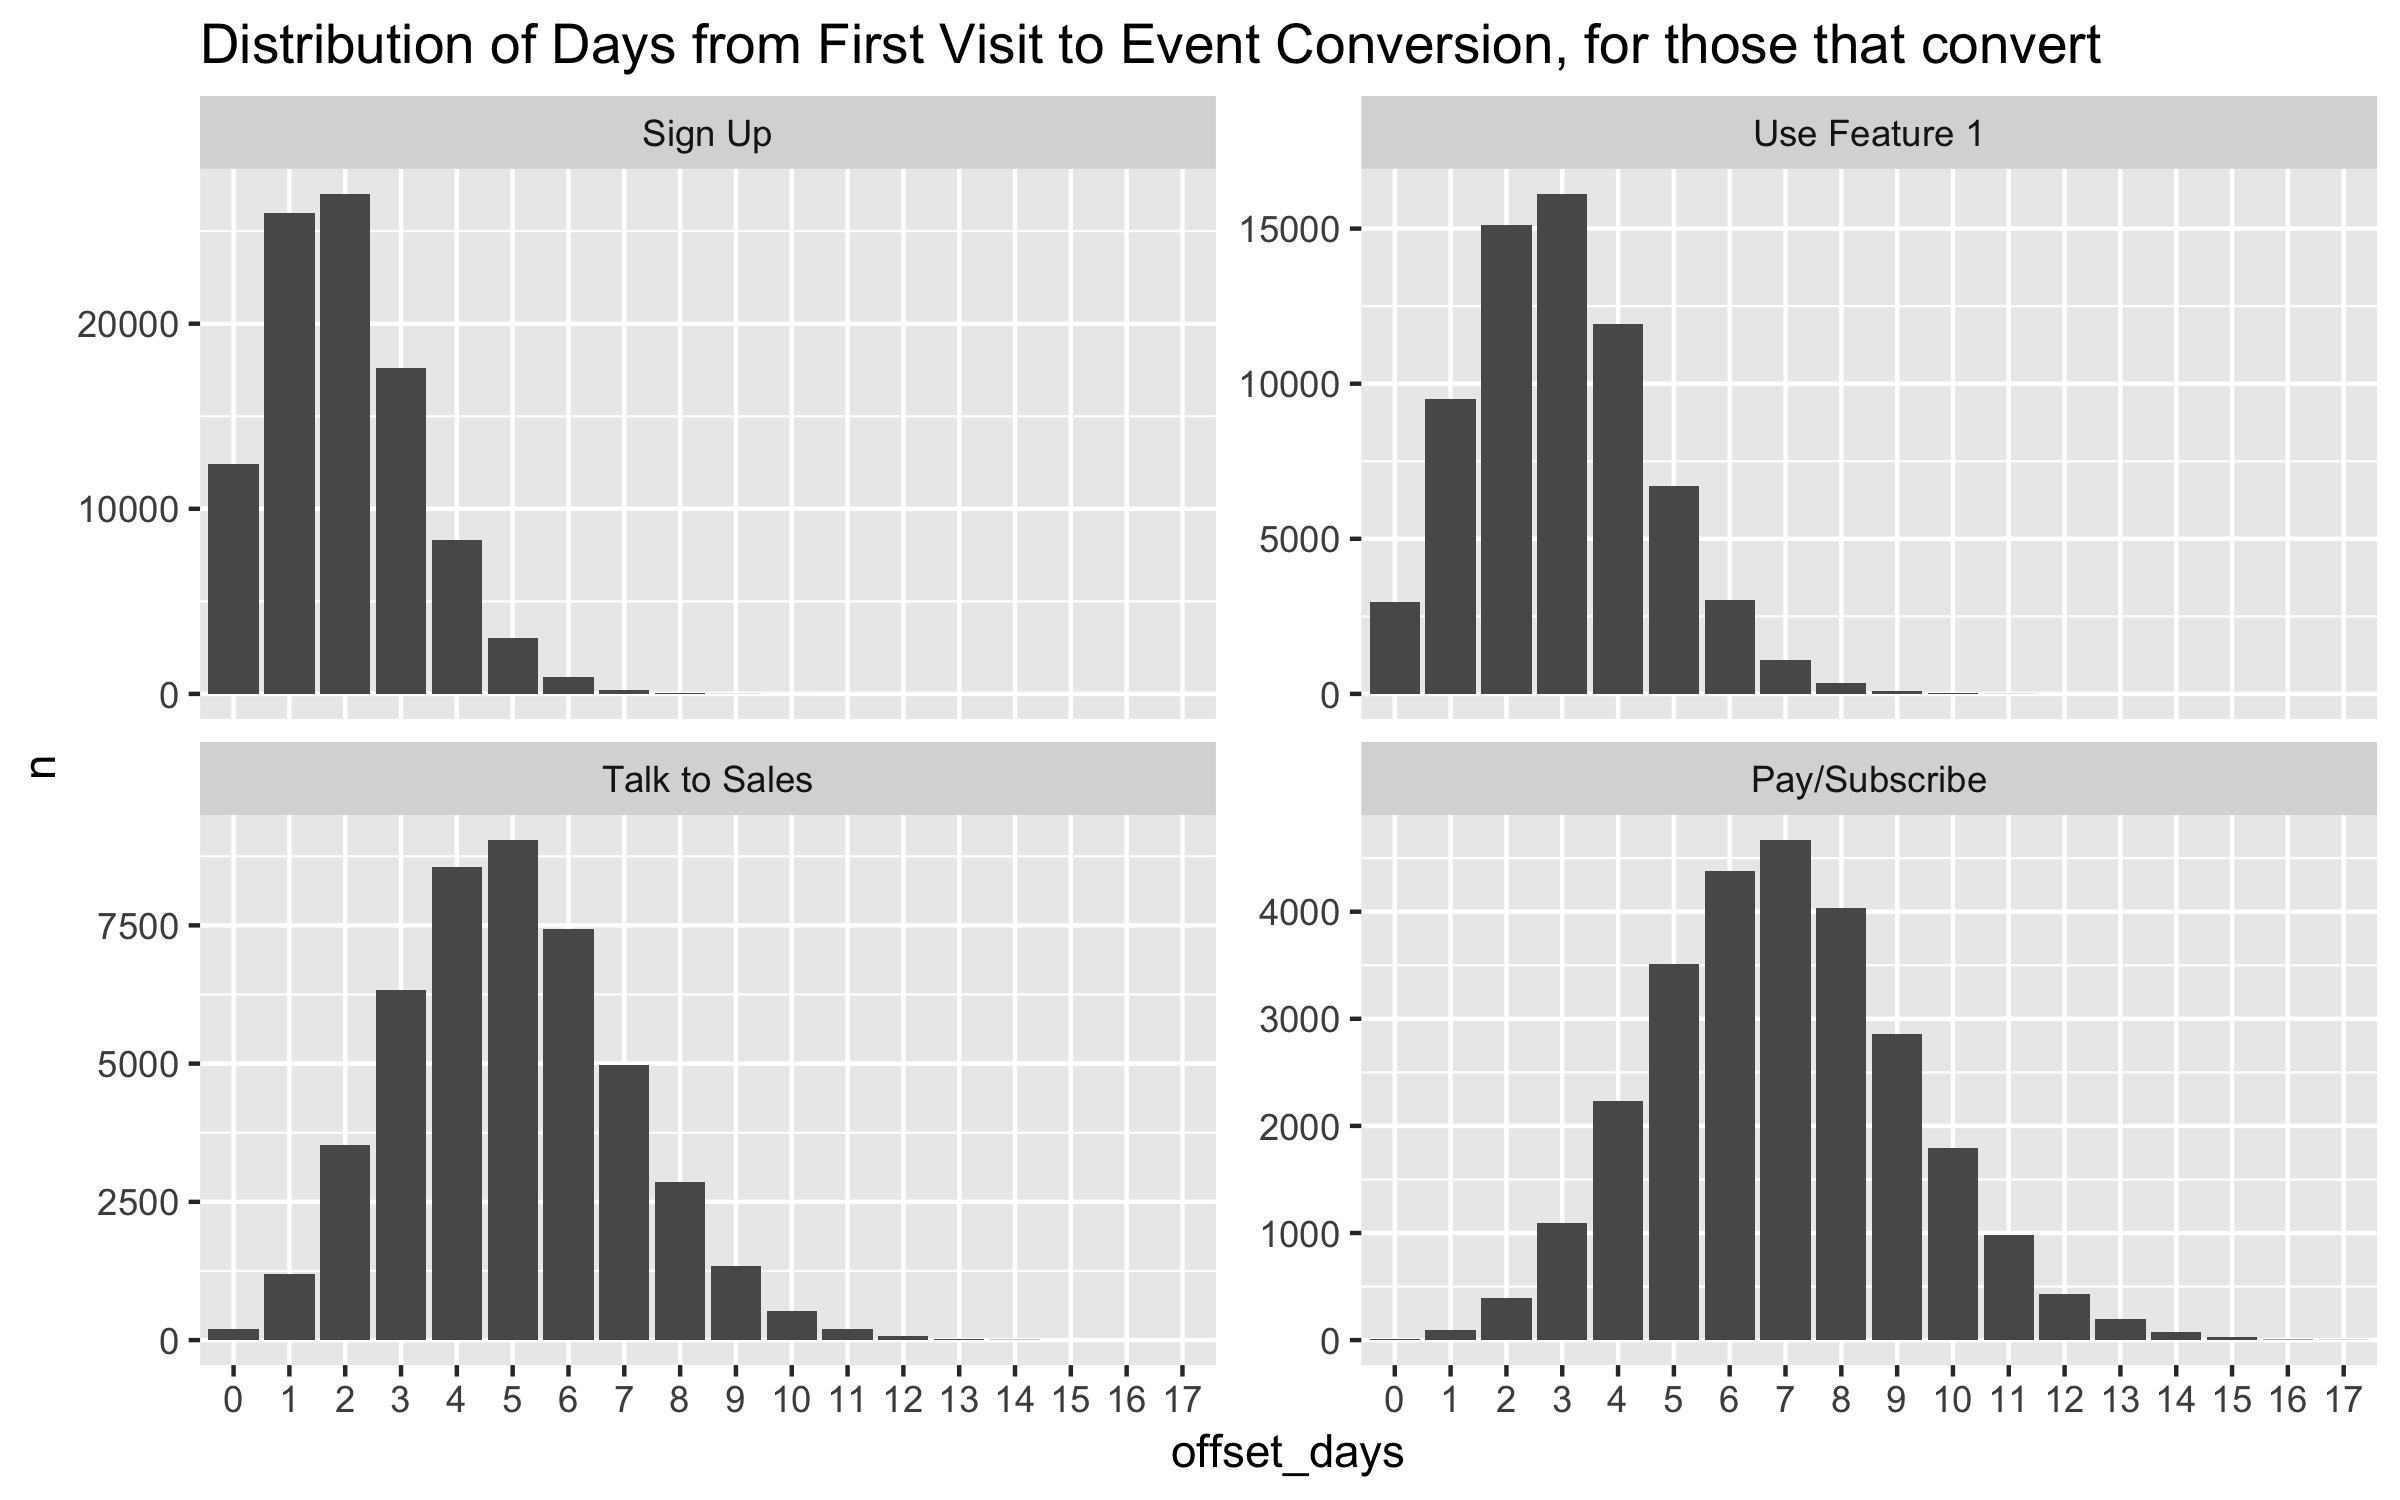 Distribution of Days from First Visit to Event Conversion, for those that convert
Sign Up
20000
10000
0
Use Feature 1
15000
10000
5000
0
n
Talk to Sales
7500
5000
2500
0
0 1 2 3 4 5 6 7 8 9 10 11 12 13 14 15 16 17
Pay/Subscribe
4000
3000
2000
1000
0
0 1 2 3 4 5 6 7 8 9 10 11 12 13 14 15 16 17
offset_days